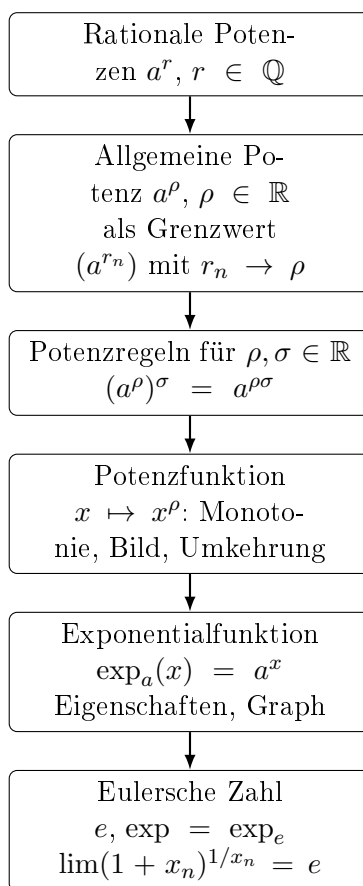 Rationale Poten-
zen a^r, r ∈ ℚ
Allgemeine Po-
tenz a^ρ, ρ ∈ ℝ
als Grenzwert
(a^{r_n}) mit r_n → ρ
Potenzregeln für ρ, σ ∈ ℝ
(a^ρ)^σ = a^{ρσ}
Potenzfunktion
x ↦ x^ρ: Monoto-
nie, Bild, Umkehrung
Exponentialfunktion
exp_a(x) = a^x
Eigenschaften, Graph
Eulersche Zahl
e, exp = exp_e
lim(1 + x_n)^{1/x_n} = e